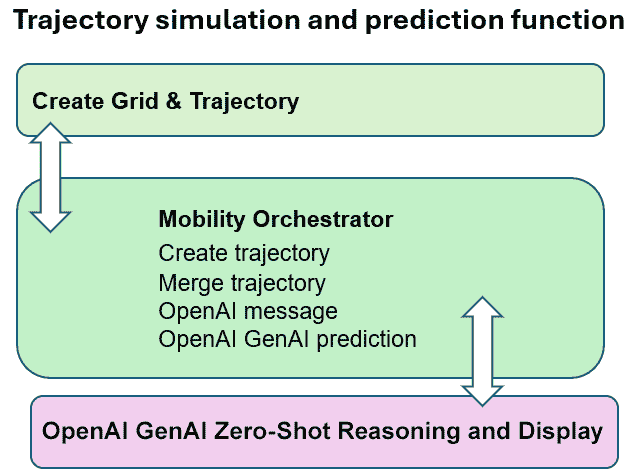 Trajectory simulation and prediction function
Create Grid & Trajectory
Mobility Orchestrator
Create trajectory
Merge trajectory
OpenAI message
OpenAI GenAI prediction
OpenAI GenAI Zero-Shot Reasoning and Display